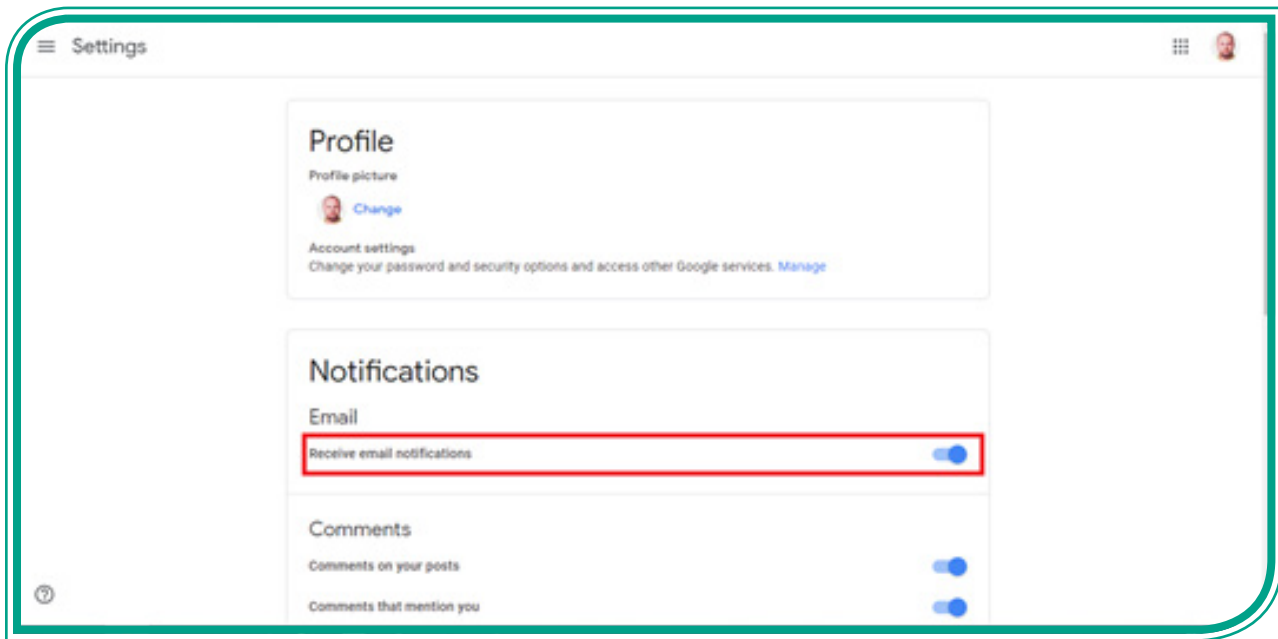 Settings
Profile
Profile picture
Change
Account settings
Change your password and security options and access other Google services. Manage
Notifications
Email
Receive email notifications
Comments
Comments on your posts
Comments that mention you